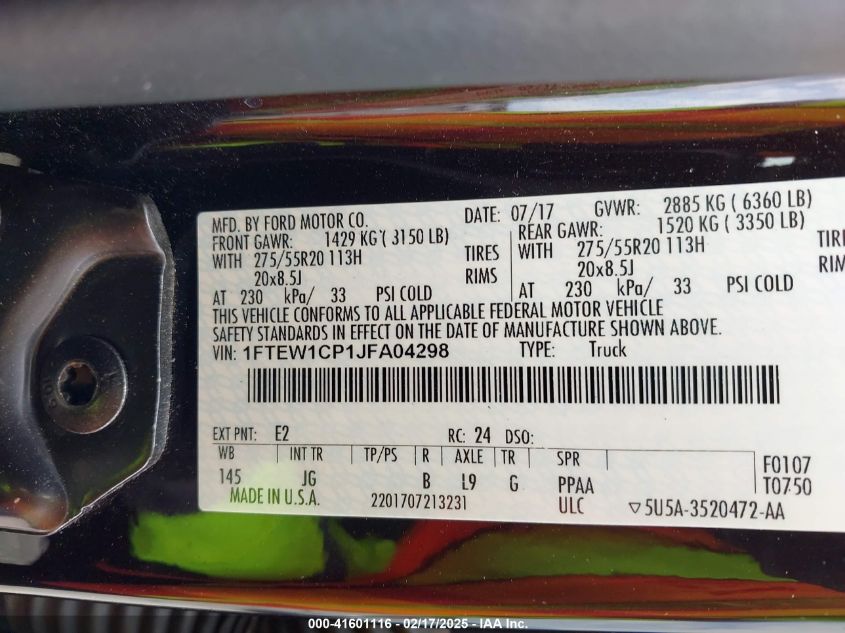 MFD. BY FORD MOTOR CO. DATE: 07/17 GVWR: 2885 KG ( 6360 LB)
FRONT GAWR: 1429 KG ( 3150 LB) REAR GAWR: 1520 KG ( 3350 LB)
WITH 275/55R20 113H TIRES WITH 275/55R20 113H TIRE
20x8.5J RIMS 20x8.5J RIM
AT 230 kPa/ 33 PSI COLD AT 230 kPa/ 33 PSI COLD
THIS VEHICLE CONFORMS TO ALL APPLICABLE FEDERAL MOTOR VEHICLE
SAFETY STANDARDS IN EFFECT ON THE DATE OF MANUFACTURE SHOWN ABOVE.
VIN: 1FTEW1CP1JFA04298 TYPE: Truck
EXT PNT: E2 RC: 24 DSO:
WB INT TR TP/PS R AXLE TR SPR F0107
145 JG B L9 G PPAA T0750
MADE IN U.S.A. 2201707213231 ULC ▽5U5A-3520472-AA
000-41601116 - 02/17/2025 - IAA Inc.